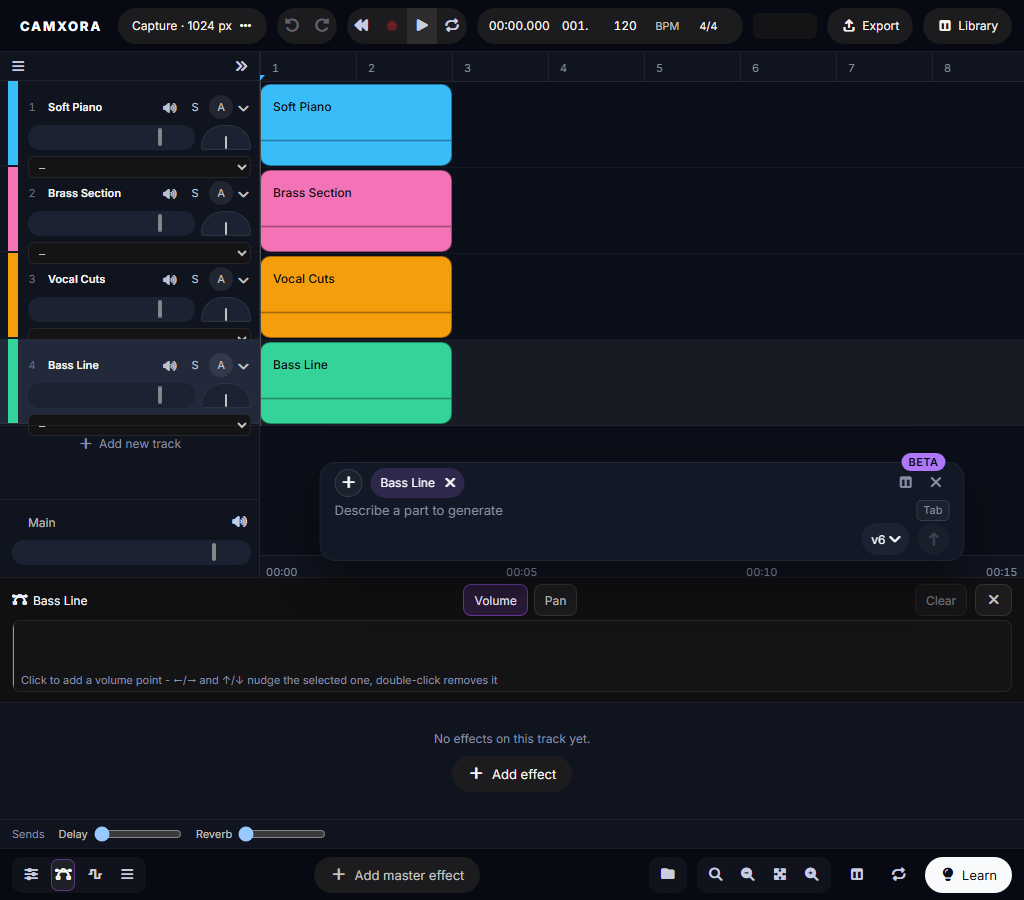 CAMXORA
Capture · 1024 px
00:00.000 001. 120 BPM 4/4
Export
Library
1 2 3 4 5 6 7 8
1 Soft Piano S A
–
2 Brass Section S A
–
3 Vocal Cuts S A
4 Bass Line S A
–
Soft Piano
Brass Section
Vocal Cuts
Bass Line
Add new track
BETA
Bass Line
Describe a part to generate
Tab
v6
Main
00:00 00:05 00:10 00:15
Bass Line
Volume
Pan
Clear
Click to add a volume point - ←/→ and ↑/↓ nudge the selected one, double-click removes it
No effects on this track yet.
Add effect
Sends Delay Reverb
Add master effect
Learn